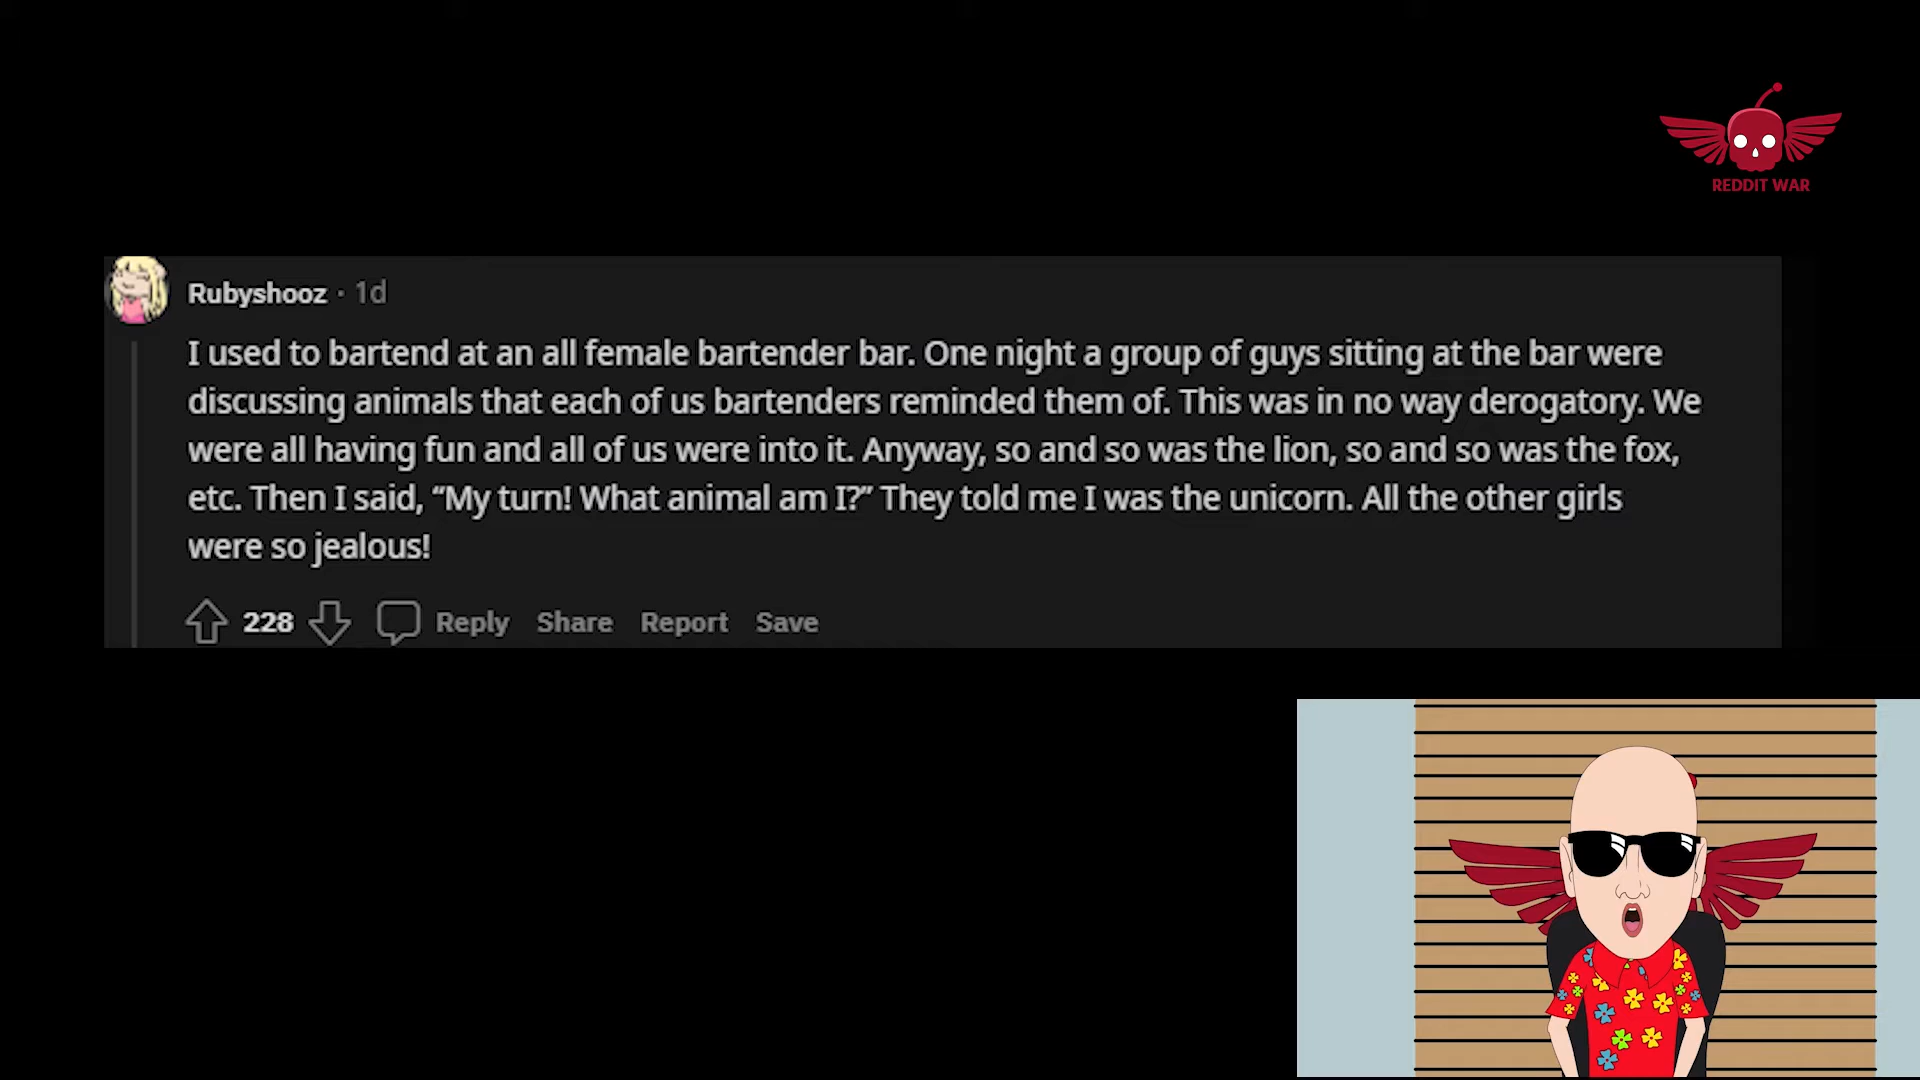 REDDIT WAR
Rubyshooz · 1d
I used to bartend at an all female bartender bar. One night a group of guys sitting at the bar were
discussing animals that each of us bartenders reminded them of. This was in no way derogatory. We
were all having fun and all of us were into it. Anyway, so and so was the lion, so and so was the fox,
etc. Then I said, “My turn! What animal am I?” They told me I was the unicorn. All the other girls
were so jealous!
228 Reply Share Report Save